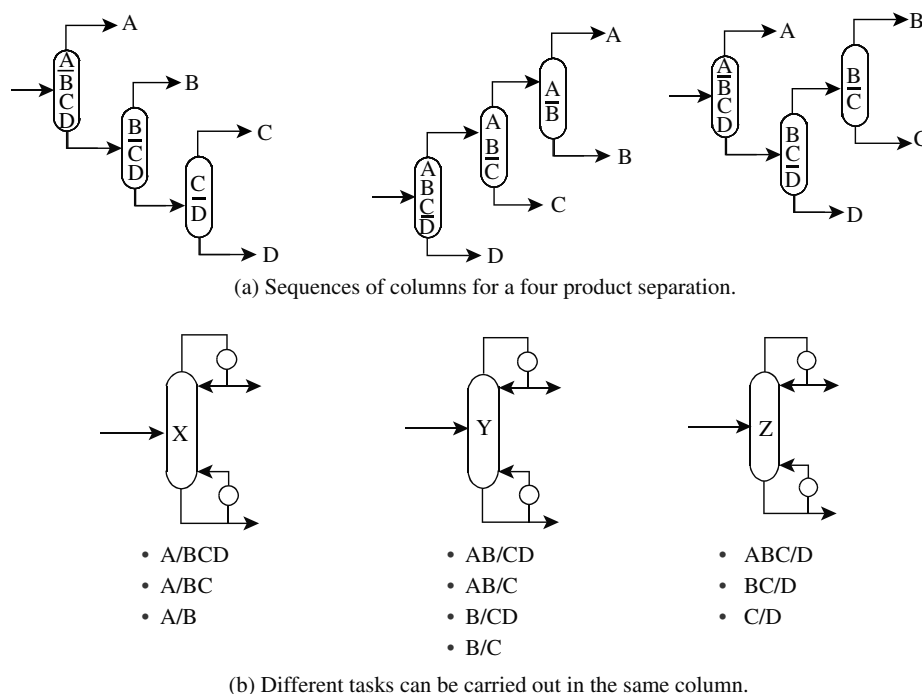 A
A
B
C
D
B
B
C
D
C
C
D
D
A
A
B
B
A
B
C
C
A
B
C
D
D
A
A
B
C
D
B
B
C
C
B
C
D
D
(a) Sequences of columns for a four product separation.
X
Y
Z
• A/BCD
• A/BC
• A/B
• AB/CD
• AB/C
• B/CD
• B/C
• ABC/D
• BC/D
• C/D
(b) Different tasks can be carried out in the same column.